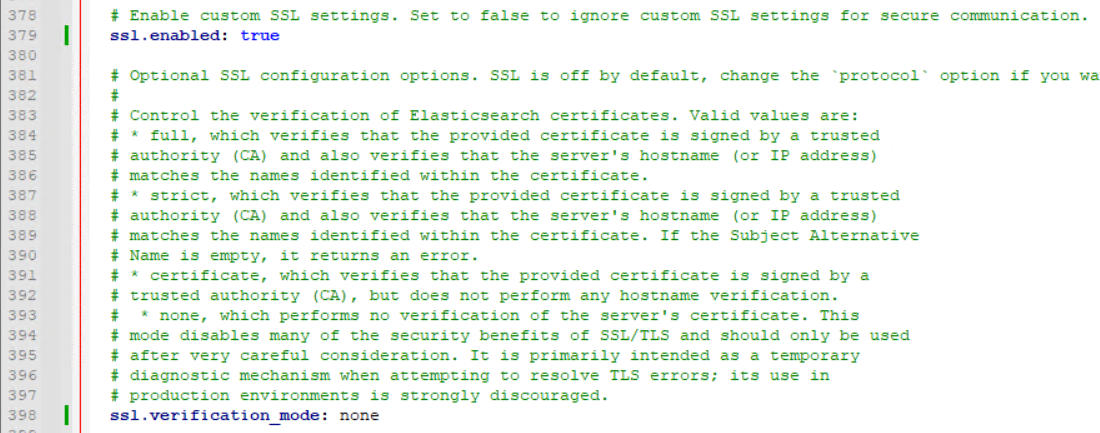 378 # Enable custom SSL settings. Set to false to ignore custom SSL settings for secure communication.
379 ssl.enabled: true
380
381 # Optional SSL configuration options. SSL is off by default, change the `protocol` option if you wa
382 #
383 # Control the verification of Elasticsearch certificates. Valid values are:
384 # * full, which verifies that the provided certificate is signed by a trusted
385 # authority (CA) and also verifies that the server's hostname (or IP address)
386 # matches the names identified within the certificate.
387 # * strict, which verifies that the provided certificate is signed by a trusted
388 # authority (CA) and also verifies that the server's hostname (or IP address)
389 # matches the names identified within the certificate. If the Subject Alternative
390 # Name is empty, it returns an error.
391 # * certificate, which verifies that the provided certificate is signed by a
392 # trusted authority (CA), but does not perform any hostname verification.
393 #  * none, which performs no verification of the server's certificate. This
394 # mode disables many of the security benefits of SSL/TLS and should only be used
395 # after very careful consideration. It is primarily intended as a temporary
396 # diagnostic mechanism when attempting to resolve TLS errors; its use in
397 # production environments is strongly discouraged.
398 ssl.verification_mode: none